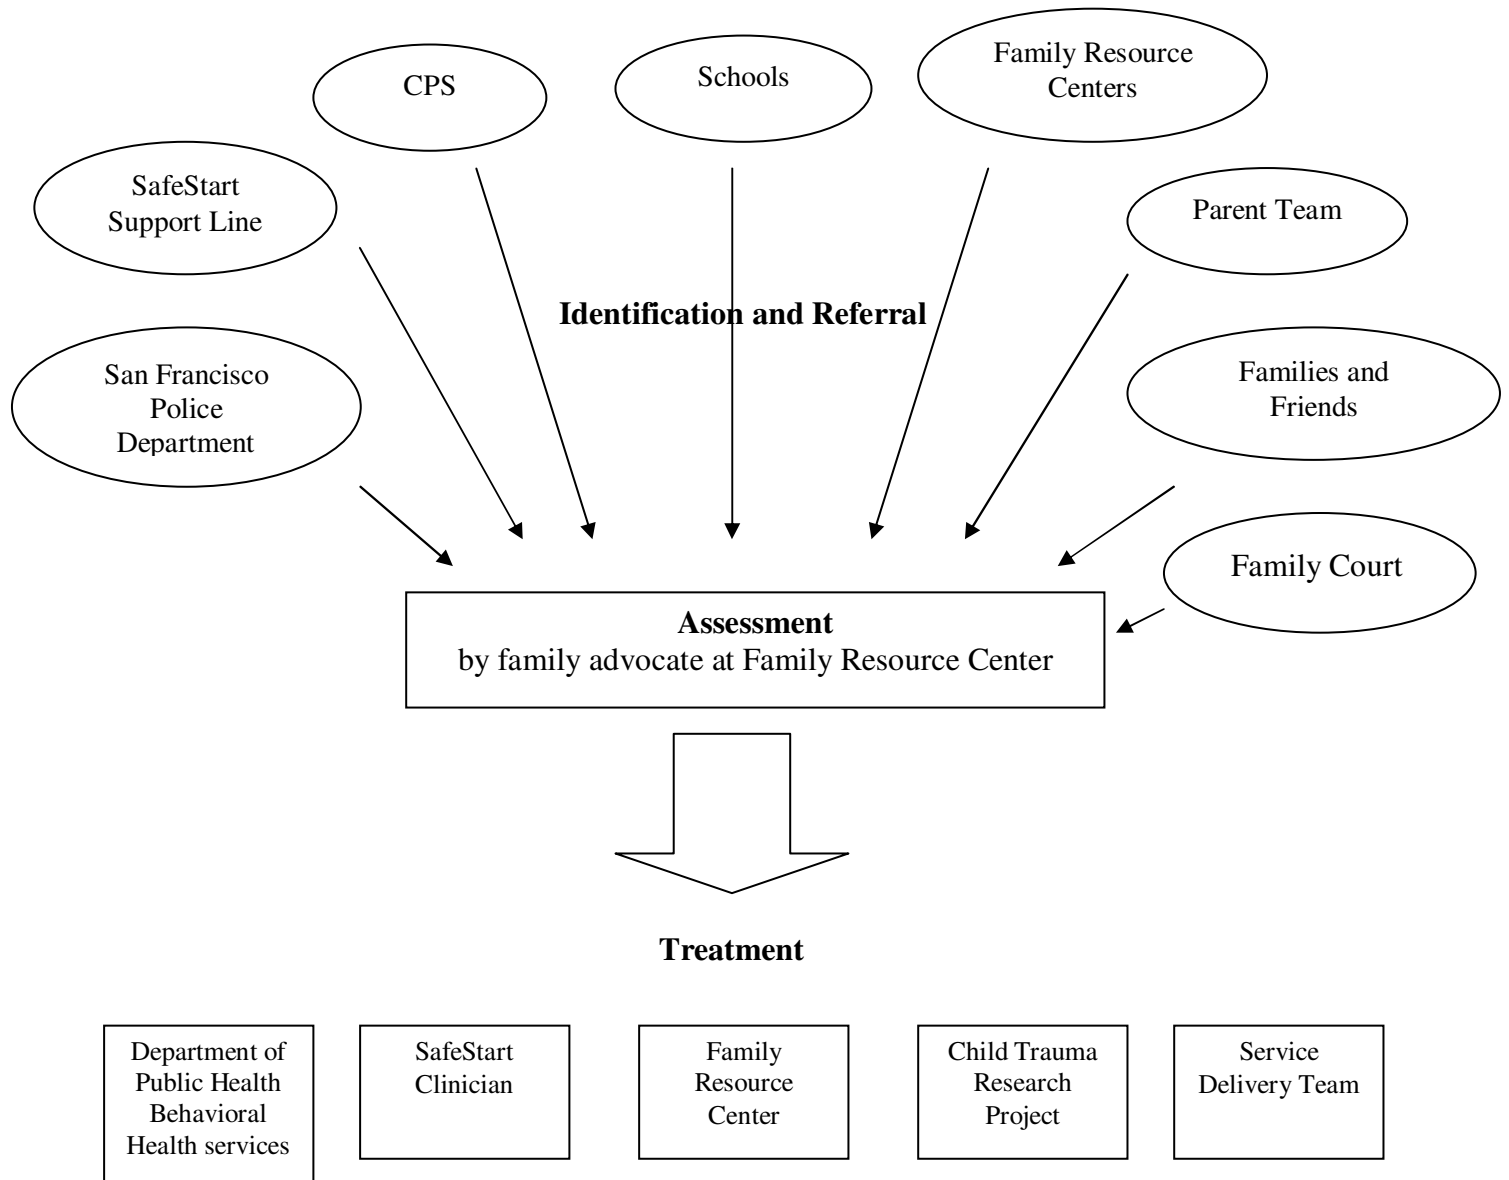 CPS
Schools
Family Resource
Centers
SafeStart
Support Line
Parent Team
Identification and Referral
San Francisco
Police
Department
Families and
Friends
Family Court
Assessment
by family advocate at Family Resource Center
Treatment
Department of
Public Health
Behavioral
Health services
SafeStart
Clinician
Family
Resource
Center
Child Trauma
Research
Project
Service
Delivery Team